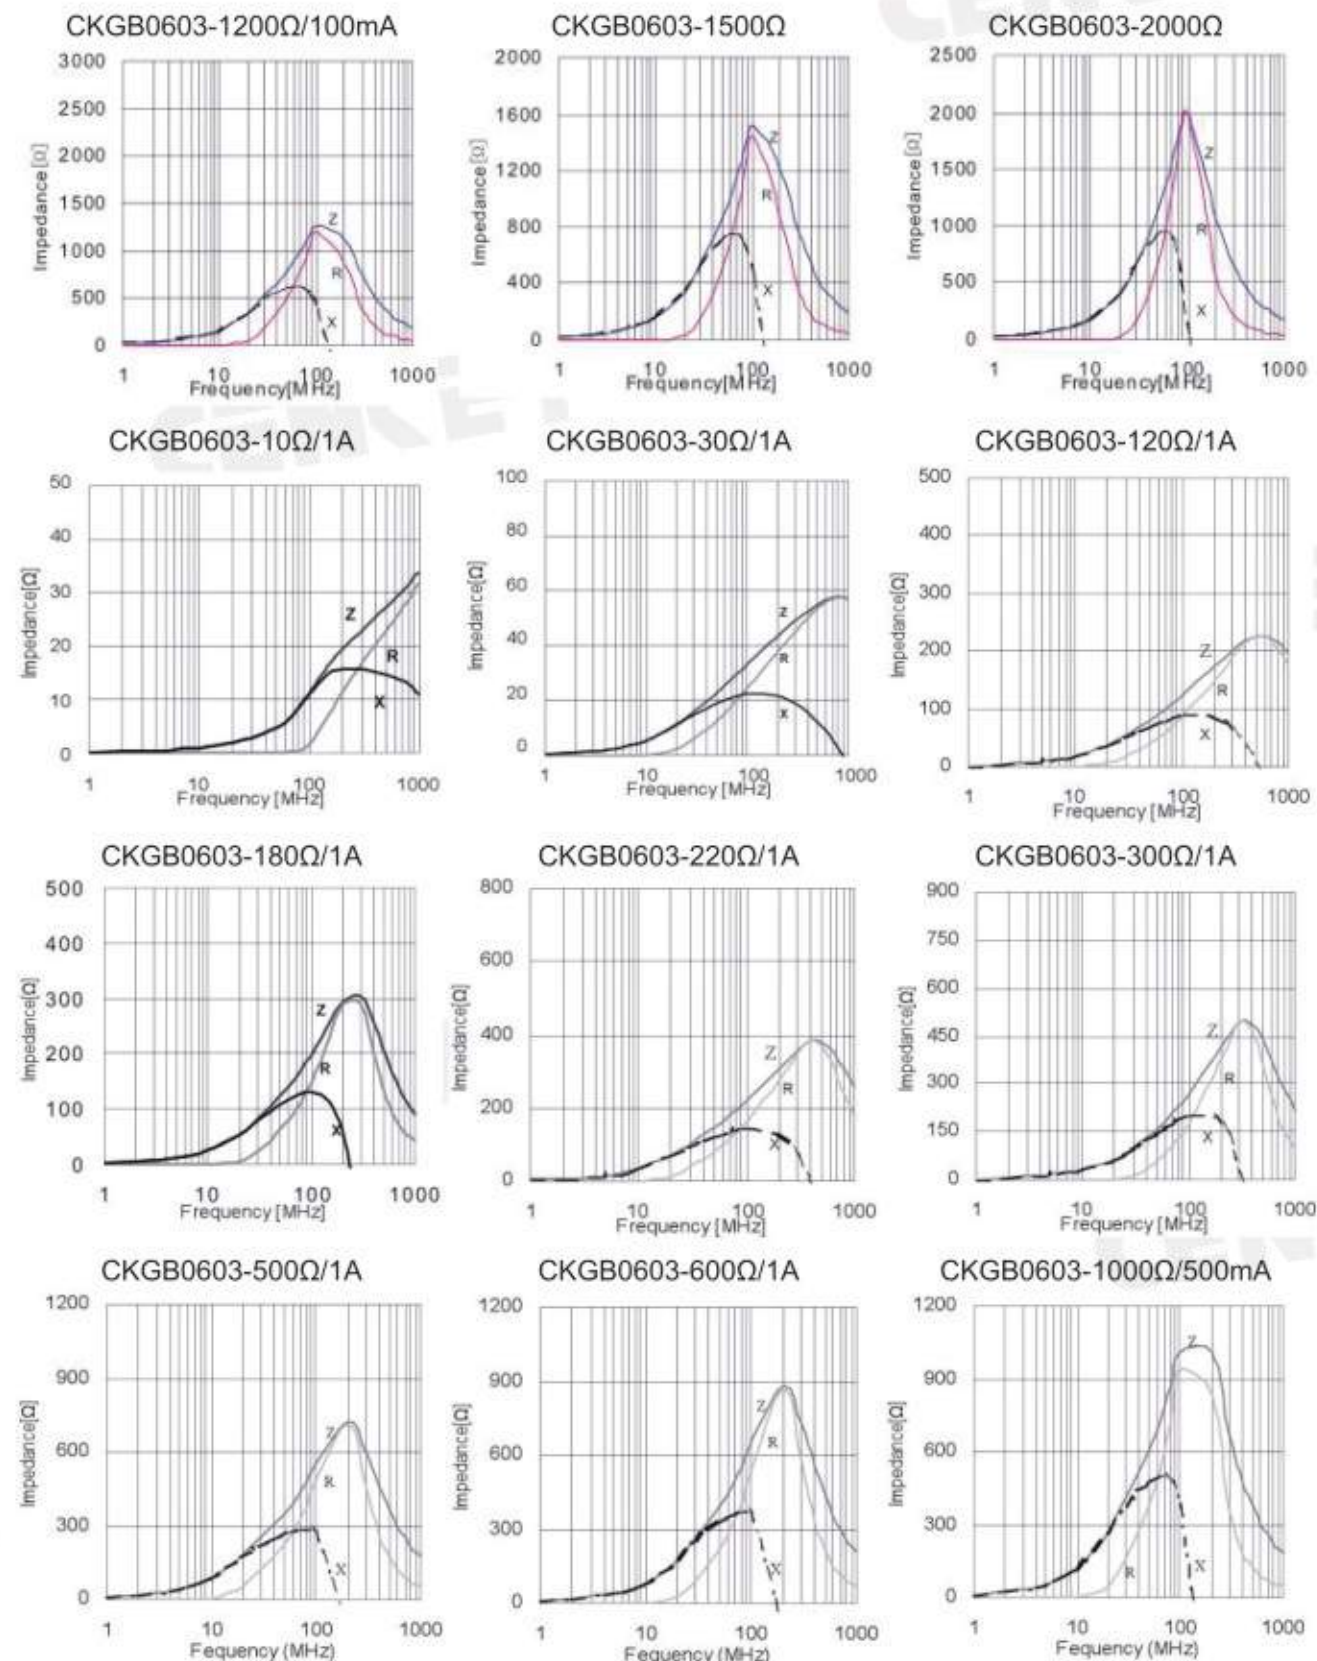 CKGB0603-1200Ω/100mA
3000
2500
2000
1500
1000
500
0
Impedance [Ω]
Z
R
X
1
10
100
1000
Frequency[MHz]
CKGB0603-1500Ω
2000
1600
1200
800
400
0
Impedance [Ω]
Z
R
X
1
10
100
1000
Frequency[MHz]
CKGB0603-2000Ω
2500
2000
1500
1000
500
0
Impedance [Ω]
Z
R
X
1
10
100
1000
Frequency[MHz]
CKGB0603-10Ω/1A
50
40
30
20
10
0
Impedance[Ω]
Z
R
X
1
10
100
1000
Frequency [MHz]
CKGB0603-30Ω/1A
100
80
60
40
20
0
Impedance[Ω]
Z
R
X
1
10
100
1000
Frequency [MHz]
CKGB0603-120Ω/1A
500
400
300
200
100
0
Impedance[Ω]
Z
R
X
1
10
100
1000
Frequency [MHz]
CKGB0603-180Ω/1A
500
400
300
200
100
0
Impedance[Ω]
Z
R
X
1
10
100
1000
Frequency [MHz]
CKGB0603-220Ω/1A
800
600
400
200
0
Impedance[Ω]
Z
R
X
1
10
100
1000
Frequency [MHz]
CKGB0603-300Ω/1A
900
750
600
450
300
150
0
Impedance[Ω]
Z
R
X
1
10
100
1000
Frequency [MHz]
CKGB0603-500Ω/1A
1200
900
600
300
0
Impedance[Ω]
Z
R
X
1
10
100
1000
Fequency (MHz)
CKGB0603-600Ω/1A
1200
900
600
300
0
Impedance[Ω]
Z
R
X
1
10
100
1000
Fequency (MHz)
CKGB0603-1000Ω/500mA
1200
900
600
300
0
Impedance[Ω]
Z
R
X
1
10
100
1000
Fequency (MHz)